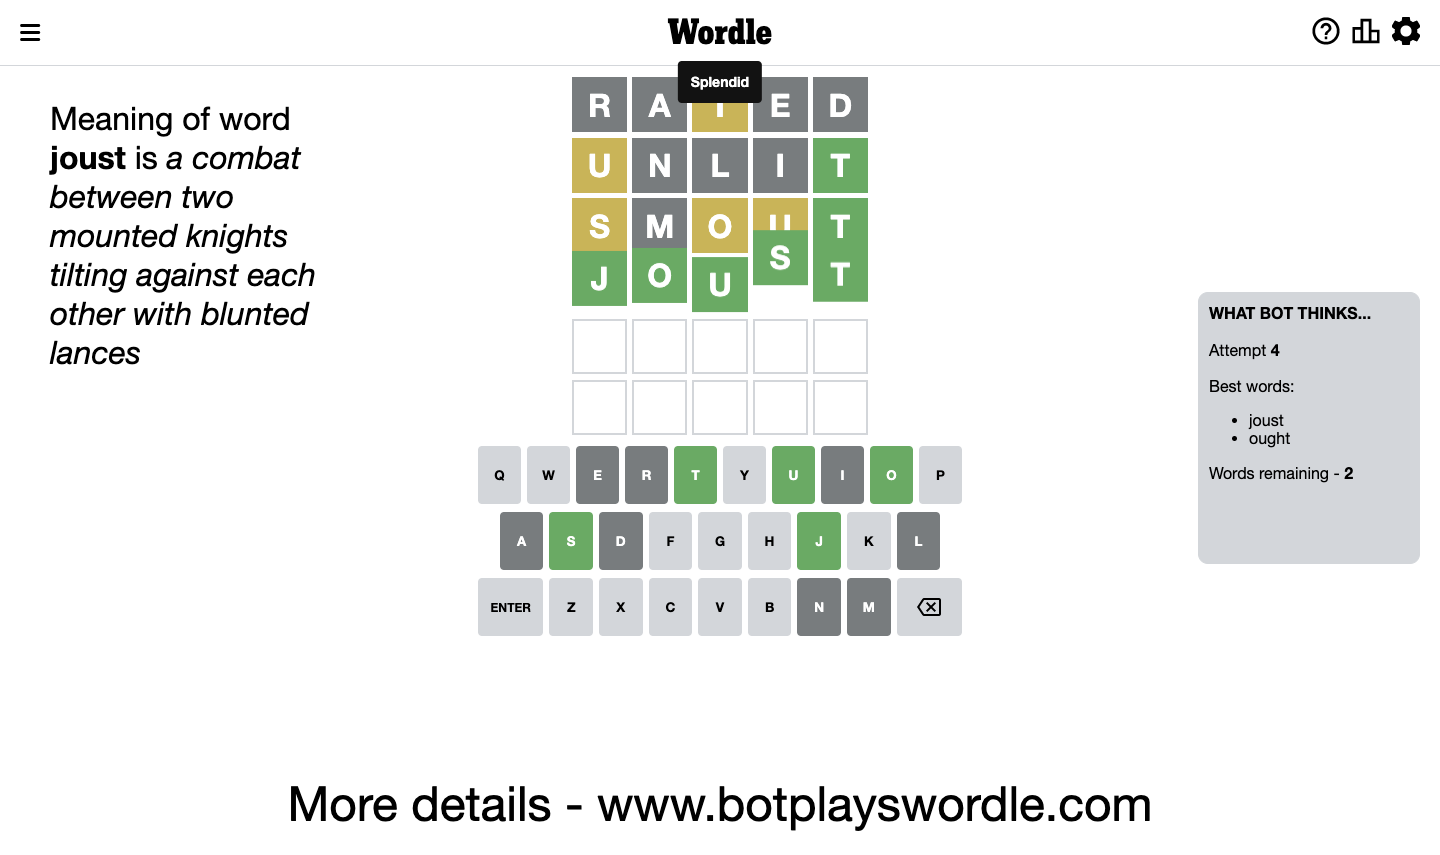 Wordle
Splendid
Meaning of word
joust is a combat
between two
mounted knights
tilting against each
other with blunted
lances
R A T E D
U N L I T
S M O U T
J O U S T
WHAT BOT THINKS...
Attempt 4
Best words:
• joust
• ought
Words remaining - 2
Q W E R T Y U I O P
A S D F G H J K L
ENTER Z X C V B N M
More details - www.botplayswordle.com